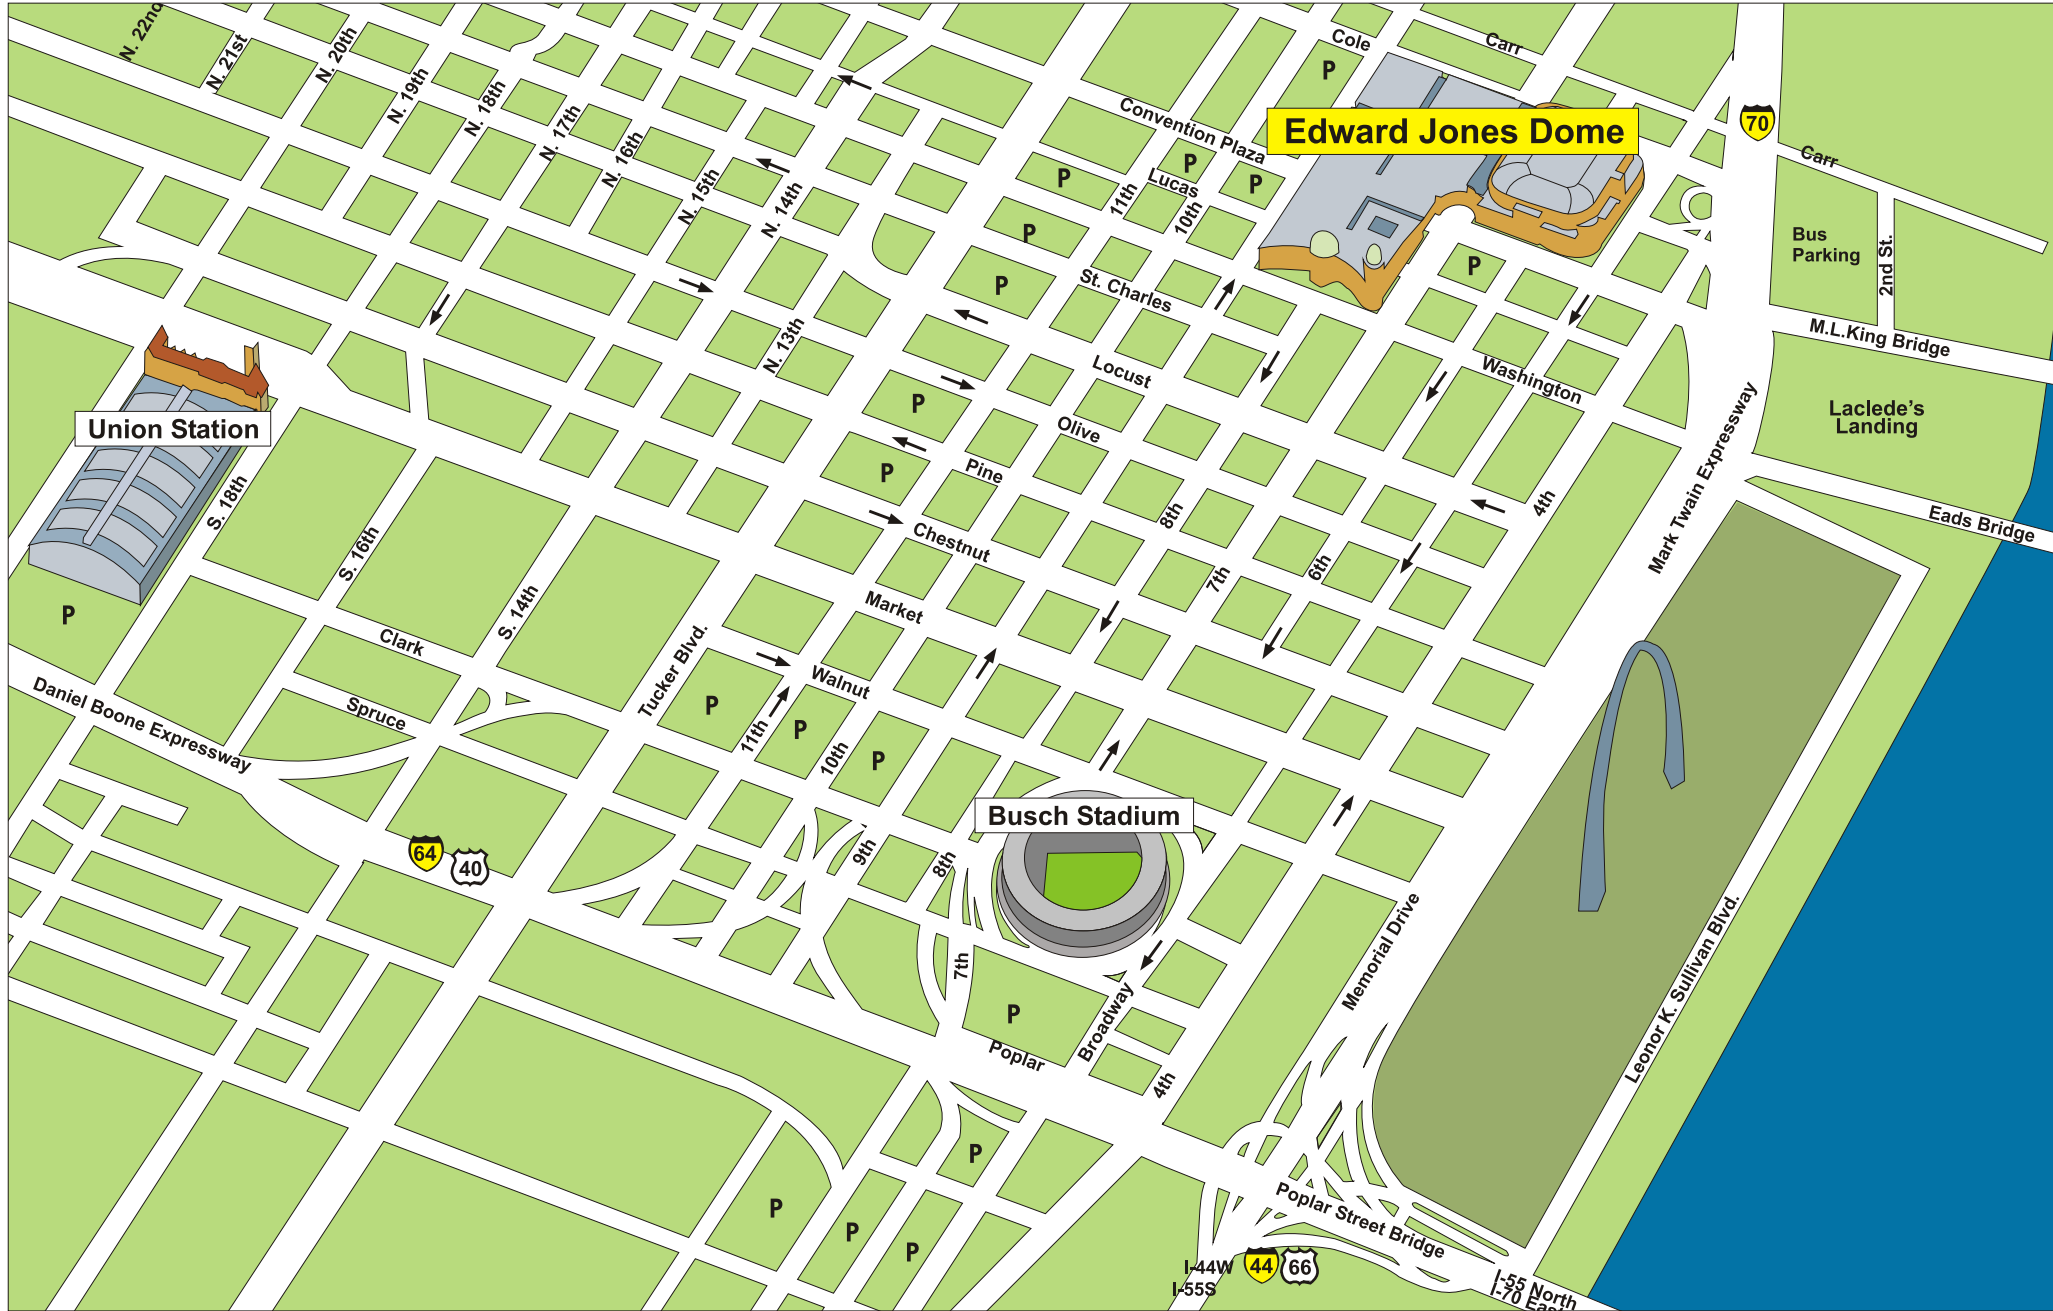 N. 22nd
N. 21st
N. 20th
N. 19th
N. 18th
N. 17th
N. 16th
N. 15th
N. 14th
N. 13th
Cole
Carr
P
Convention Plaza
Edward Jones Dome
70
Carr
P
Lucas
P
P
11th
10th
P
Bus
Parking
2nd St.
P
P
St. Charles
M.L.King Bridge
Locust
Washington
Laclede's
Landing
Mark Twain Expressway
P
Olive
Union Station
P
Pine
S. 18th
8th
4th
Eads Bridge
Chestnut
S. 16th
7th
6th
P
S. 14th
Market
Clark
Tucker Blvd.
Walnut
Daniel Boone Expressway
Spruce
P
P
11th
10th
P
Busch Stadium
64
40
9th
8th
Memorial Drive
Leonor K. Sullivan Blvd.
7th
P
Broadway
Poplar
4th
P
P
P
P
Poplar Street Bridge
I-44W
I-55S
44
66
I-55 North
I-70 East